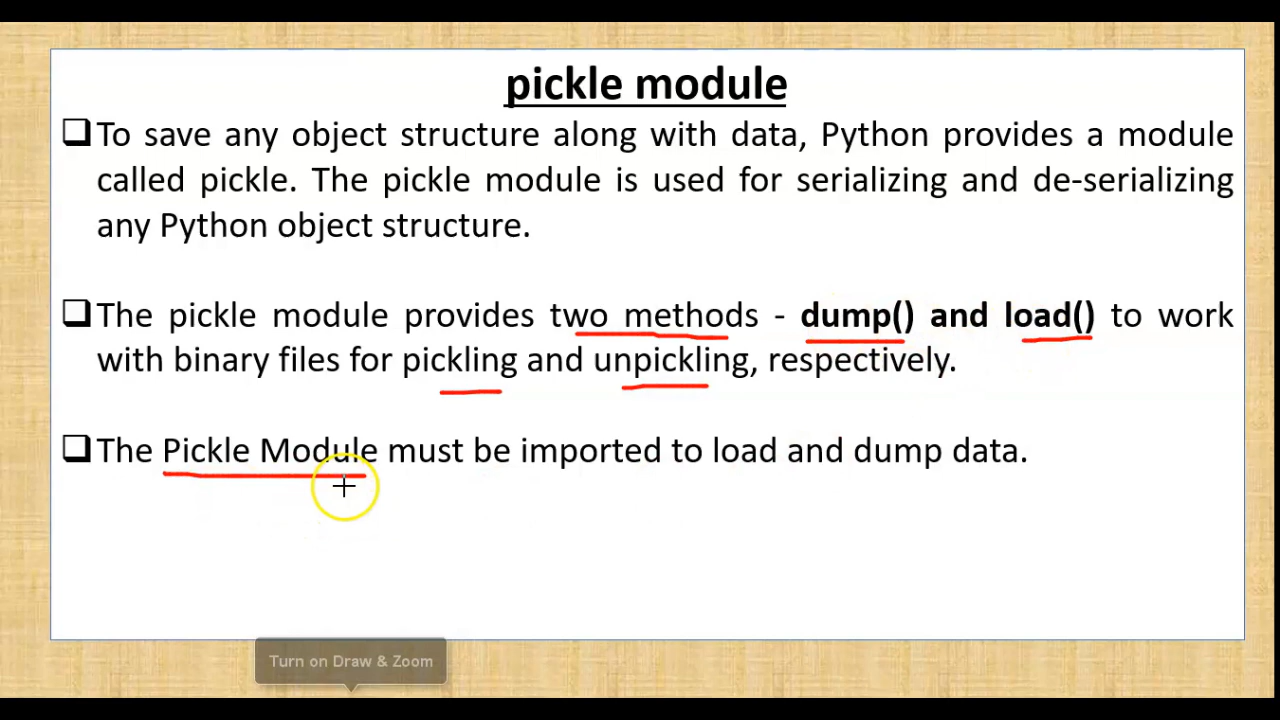 pickle module
To save any object structure along with data, Python provides a module
called pickle. The pickle module is used for serializing and de-serializing
any Python object structure.
The pickle module provides two methods - dump() and load() to work
with binary files for pickling and unpickling, respectively.
The Pickle Module must be imported to load and dump data.
Turn on Draw & Zoom